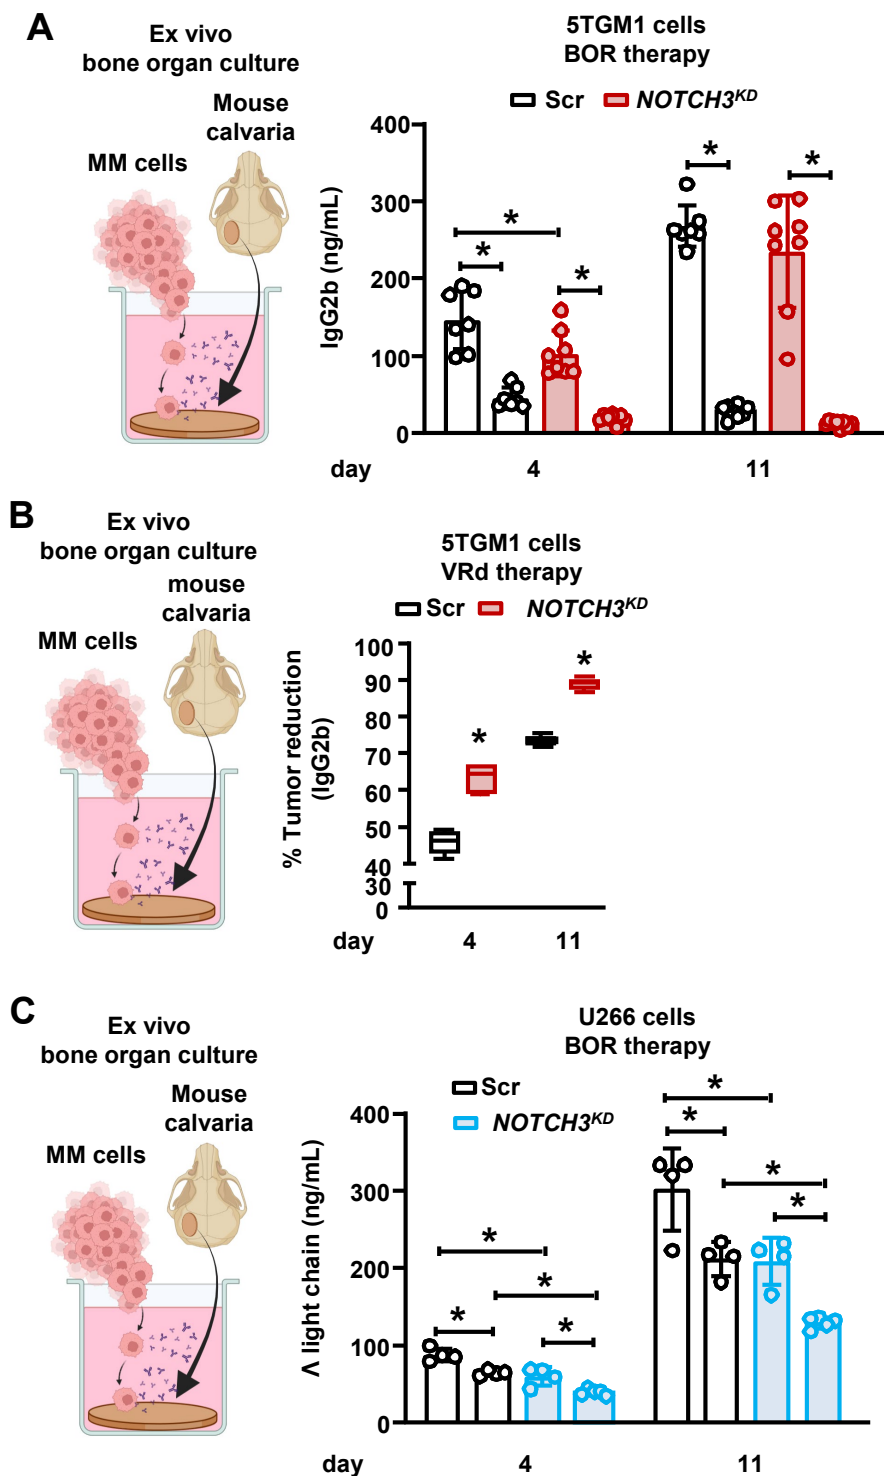 A
Ex vivo
bone organ culture
Mouse
calvaria
MM cells
5TGM1 cells
BOR therapy
Scr NOTCH3KD
IgG2b (ng/mL)
400
300
200
100
0
* * * * *
day 4 11
B
Ex vivo
bone organ culture
mouse
calvaria
MM cells
5TGM1 cells
VRd therapy
Scr NOTCH3KD
% Tumor reduction
(IgG2b)
100
90
80
70
60
50
40
30
0
* *
day 4 11
C
Ex vivo
bone organ culture
Mouse
calvaria
MM cells
U266 cells
BOR therapy
Scr
NOTCH3KD
Λ light chain (ng/mL)
400
300
200
100
0
* * * * * * * *
day 4 11